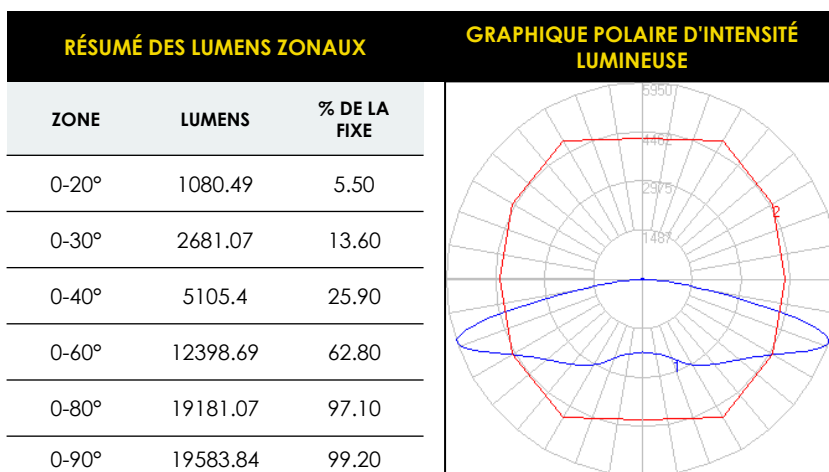 RÉSUMÉ DES LUMENS ZONAUX
GRAPHIQUE POLAIRE D'INTENSITÉ
LUMINEUSE
ZONE LUMENS % DE LA
FIXE
0-20° 1080.49 5.50
0-30° 2681.07 13.60
0-40° 5105.4 25.90
0-60° 12398.69 62.80
0-80° 19181.07 97.10
0-90° 19583.84 99.20
5950
4462
2975
2
1487
1